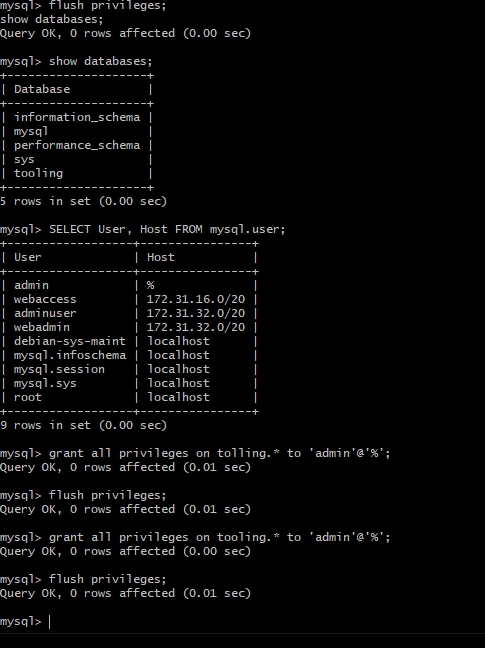 mysql> flush privileges;
show databases;
Query OK, 0 rows affected (0.00 sec)
mysql> show databases;
+--------------------+
| Database           |
+--------------------+
| information_schema |
| mysql              |
| performance_schema |
| sys                |
| tooling            |
+--------------------+
5 rows in set (0.00 sec)
mysql> SELECT User, Host FROM mysql.user;
+------------------+----------------+
| User             | Host           |
+------------------+----------------+
| admin            | %              |
| webaccess        | 172.31.16.0/20 |
| adminuser        | 172.31.32.0/20 |
| webadmin         | 172.31.32.0/20 |
| debian-sys-maint | localhost      |
| mysql.infoschema | localhost      |
| mysql.session    | localhost      |
| mysql.sys        | localhost      |
| root             | localhost      |
+------------------+----------------+
9 rows in set (0.00 sec)
mysql> grant all privileges on tolling.* to 'admin'@'%';
Query OK, 0 rows affected (0.01 sec)
mysql> flush privileges;
Query OK, 0 rows affected (0.01 sec)
mysql> grant all privileges on tooling.* to 'admin'@'%';
Query OK, 0 rows affected (0.00 sec)
mysql> flush privileges;
Query OK, 0 rows affected (0.01 sec)
mysql>